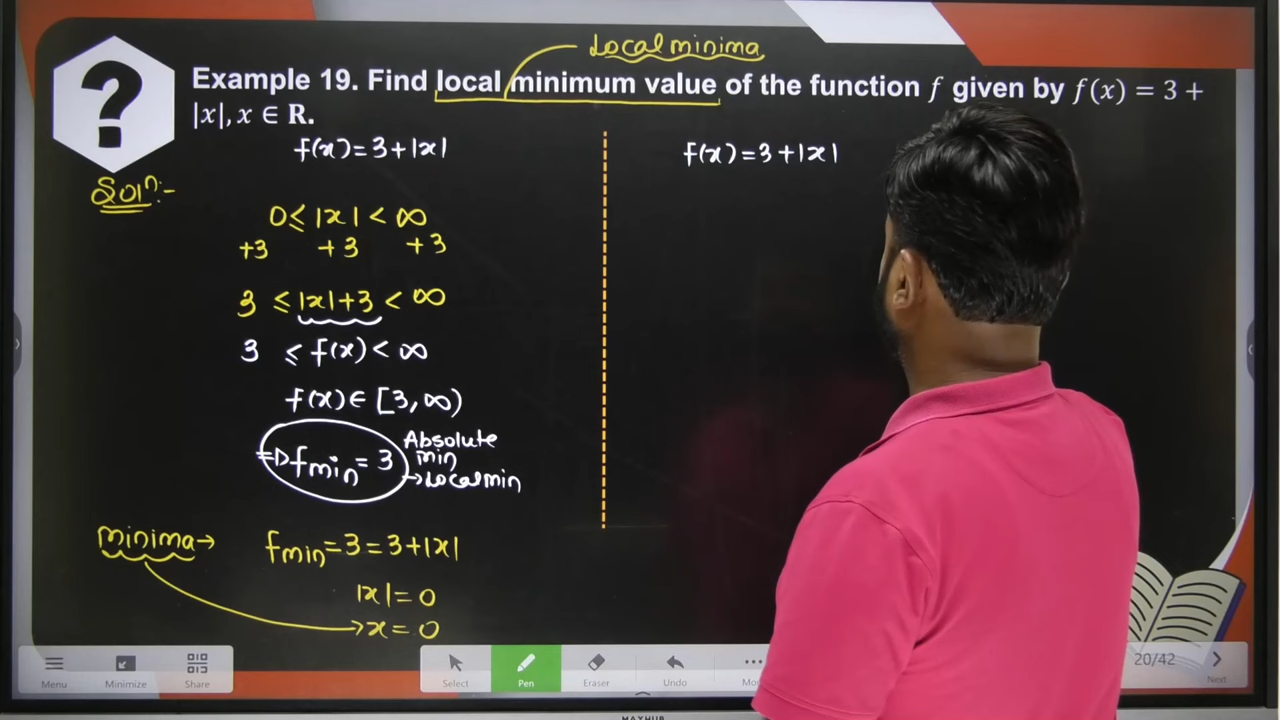 Local minima
Example 19. Find local minimum value of the function f given by f(x) = 3 +
|x|, x ∈ R.
Solⁿ:-
f(x)=3+|x|
0 ≤ |x| < ∞
+3 +3 +3
3 ≤ |x|+3 < ∞
3 ≤ f(x) < ∞
f(x) ∈ [3, ∞)
⇒ fmin = 3
Absolute
min
→ Local min
minima → fmin = 3 = 3+|x|
|x| = 0
x = 0
f(x)=3+|x|
Menu
Minimize
Share
Select
Pen
Eraser
Undo
20/42
Next
MAXHUB